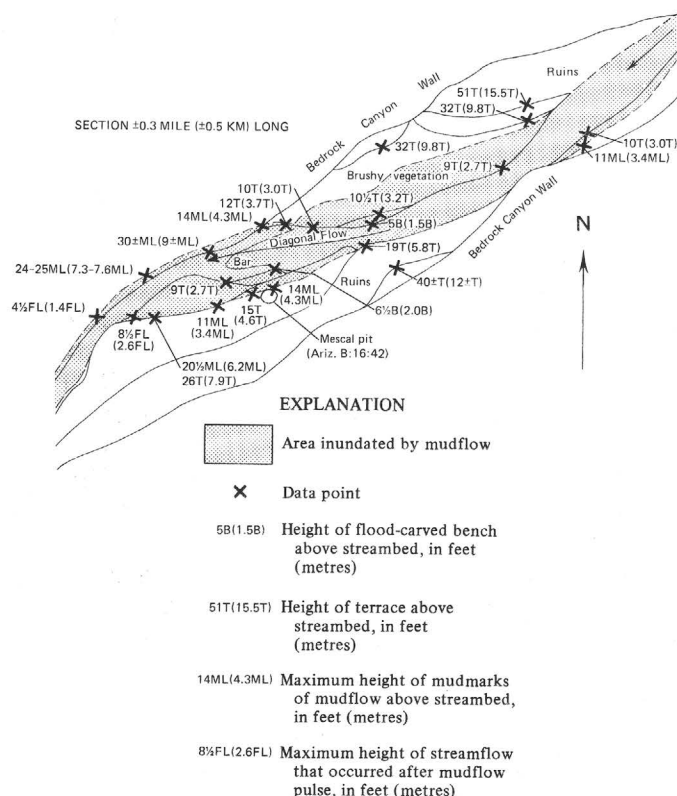 Ruins
51T(15.5T)
32T(9.8T)
Bedrock Canyon Wall
SECTION ±0.3 MILE (±0.5 KM) LONG
32T(9.8T)
10T(3.0T)
11ML(3.4ML)
9T(2.7T)
Brushy vegetation
10T(3.0T)
12T(3.7T)
10½T(3.2T)
14ML(4.3ML)
5B(1.5B)
Bedrock Canyon Wall
N
30±ML(9±ML)
Diagonal Flow
19T(5.8T)
Bar
24-25ML(7.3-7.6ML)
Ruins
40±T(12±T)
9T(2.7T)
14ML
(4.3ML)
6½B(2.0B)
4½FL(1.4FL)
8½FL
(2.6FL)
11ML
(3.4ML)
15T
(4.6T)
Mescal pit
(Ariz. B:16:42)
20½ML(6.2ML)
26T(7.9T)
EXPLANATION
Area inundated by mudflow
Data point
5B(1.5B) Height of flood-carved bench
above streambed, in feet
(metres)
51T(15.5T) Height of terrace above
streambed, in feet
(metres)
14ML(4.3ML) Maximum height of mudmarks
of mudflow above streambed,
in feet (metres)
8½FL(2.6FL) Maximum height of streamflow
that occurred after mudflow
pulse, in feet (metres)